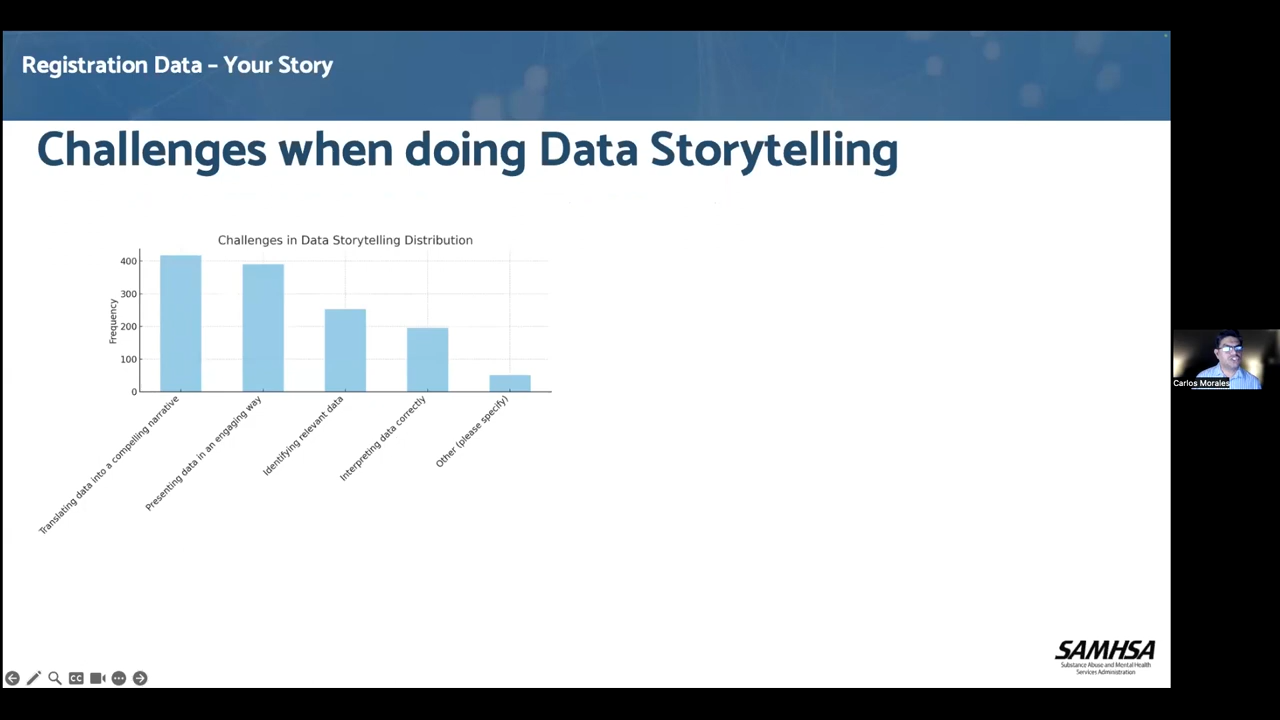 Registration Data – Your Story
Challenges when doing Data Storytelling
Challenges in Data Storytelling Distribution
Frequency
400
300
200
100
0
Translating data into a compelling narrative
Presenting data in an engaging way
Identifying relevant data
Interpreting data correctly
Other (please specify)
Carlos Morales
SAMHSA
Substance Abuse and Mental Health
Services Administration
CC